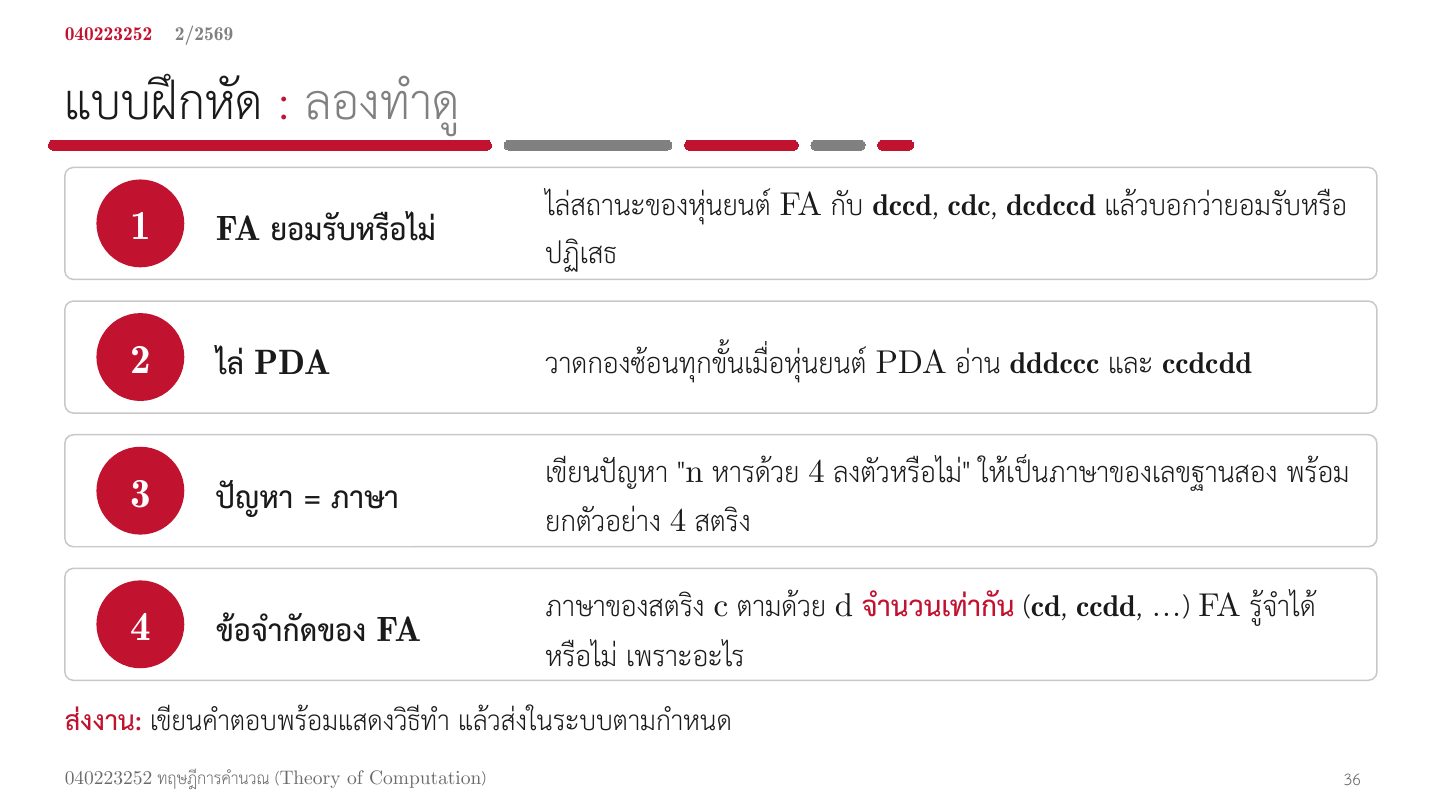 040223252 2/2569
แบบฝึกหัด : ลองทำดู
1
FA ยอมรับหรือไม่
ไล่สถานะของหุ่นยนต์ FA กับ dccd, cdc, dcdccd แล้วบอกว่ายอมรับหรือ
ปฏิเสธ
2
ไล่ PDA
วาดกองซ้อนทุกขั้นเมื่อหุ่นยนต์ PDA อ่าน dddccc และ ccdcdd
3
ปัญหา = ภาษา
เขียนปัญหา "n หารด้วย 4 ลงตัวหรือไม่" ให้เป็นภาษาของเลขฐานสอง พร้อม
ยกตัวอย่าง 4 สตริง
4
ข้อจำกัดของ FA
ภาษาของสตริง c ตามด้วย d จำนวนเท่ากัน (cd, ccdd, ...) FA รู้จำได้
หรือไม่ เพราะอะไร
ส่งงาน: เขียนคำตอบพร้อมแสดงวิธีทำ แล้วส่งในระบบตามกำหนด
040223252 ทฤษฎีการคำนวณ (Theory of Computation)
36